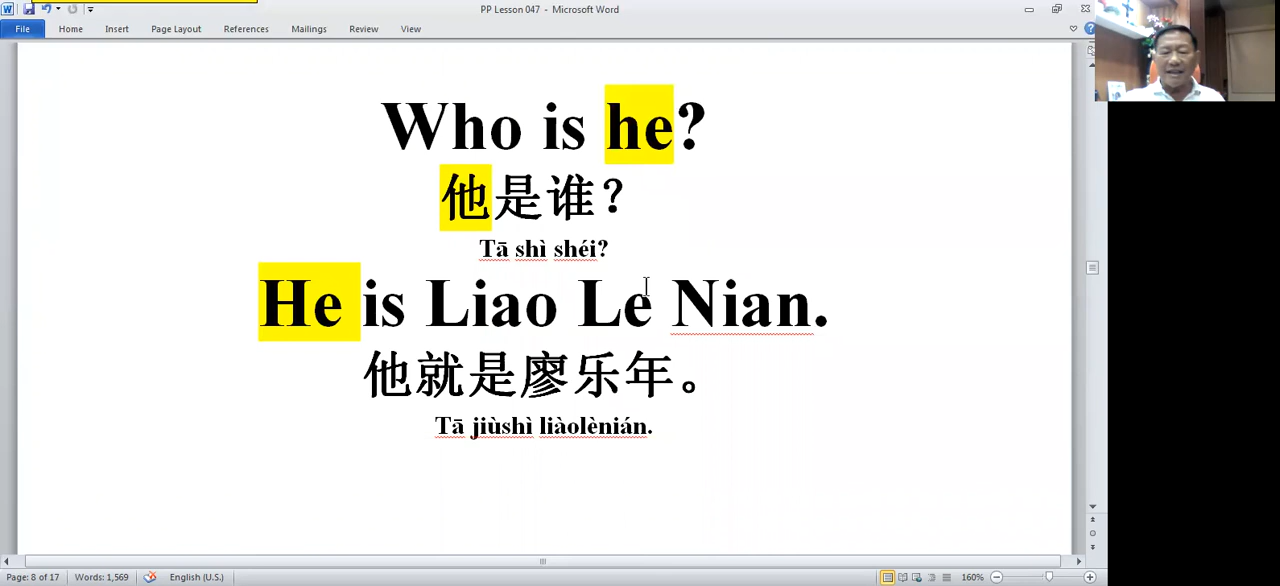 PP Lesson 047 - Microsoft Word
File Home Insert Page Layout References Mailings Review View
Who is he?
他是谁？
Tā shì shéi?
He is Liao Le Nian.
他就是廖乐年。
Tā jiùshì liàolènián.
Page: 8 of 17 Words: 1,569 English (U.S.) 160%